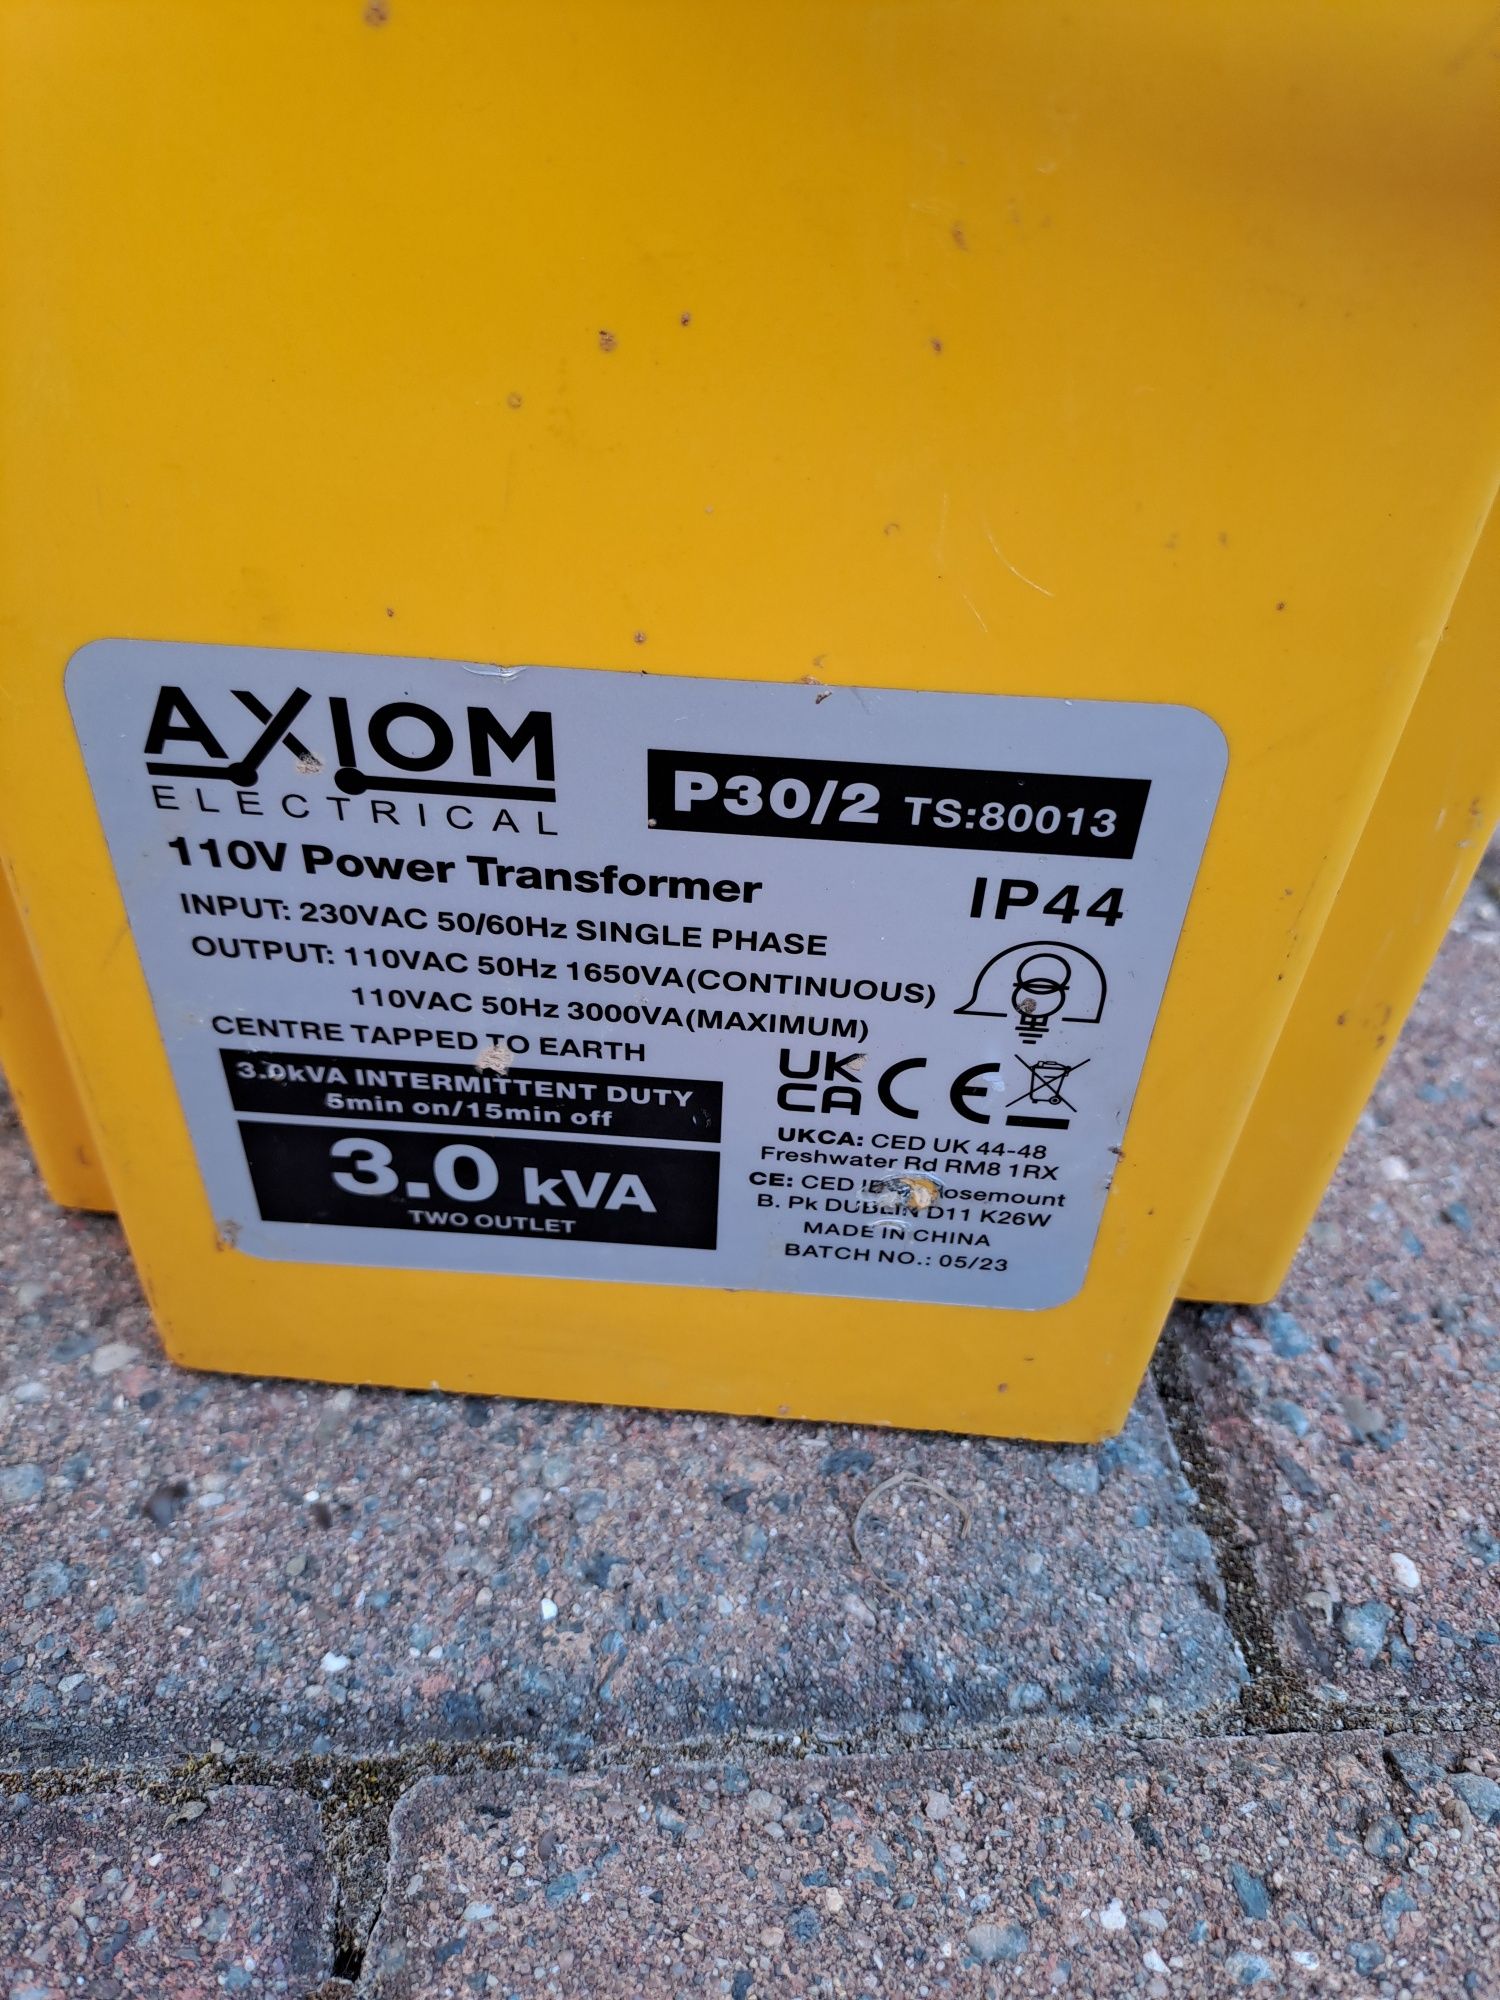 AXIOM
ELECTRICAL
P30/2 TS:80013
110V Power Transformer
IP44
INPUT: 230VAC 50/60Hz SINGLE PHASE
OUTPUT: 110VAC 50Hz 1650VA(CONTINUOUS)
110VAC 50Hz 3000VA(MAXIMUM)
CENTRE TAPPED TO EARTH
3.0kVA INTERMITTENT DUTY
5min on/15min off
3.0 kVA
TWO OUTLET
UK
CA CE
UKCA: CED UK 44-48
Freshwater Rd RM8 1RX
CE: CED
B. Pk DUBLIN D11 K26W
MADE IN CHINA
BATCH NO.: 05/23